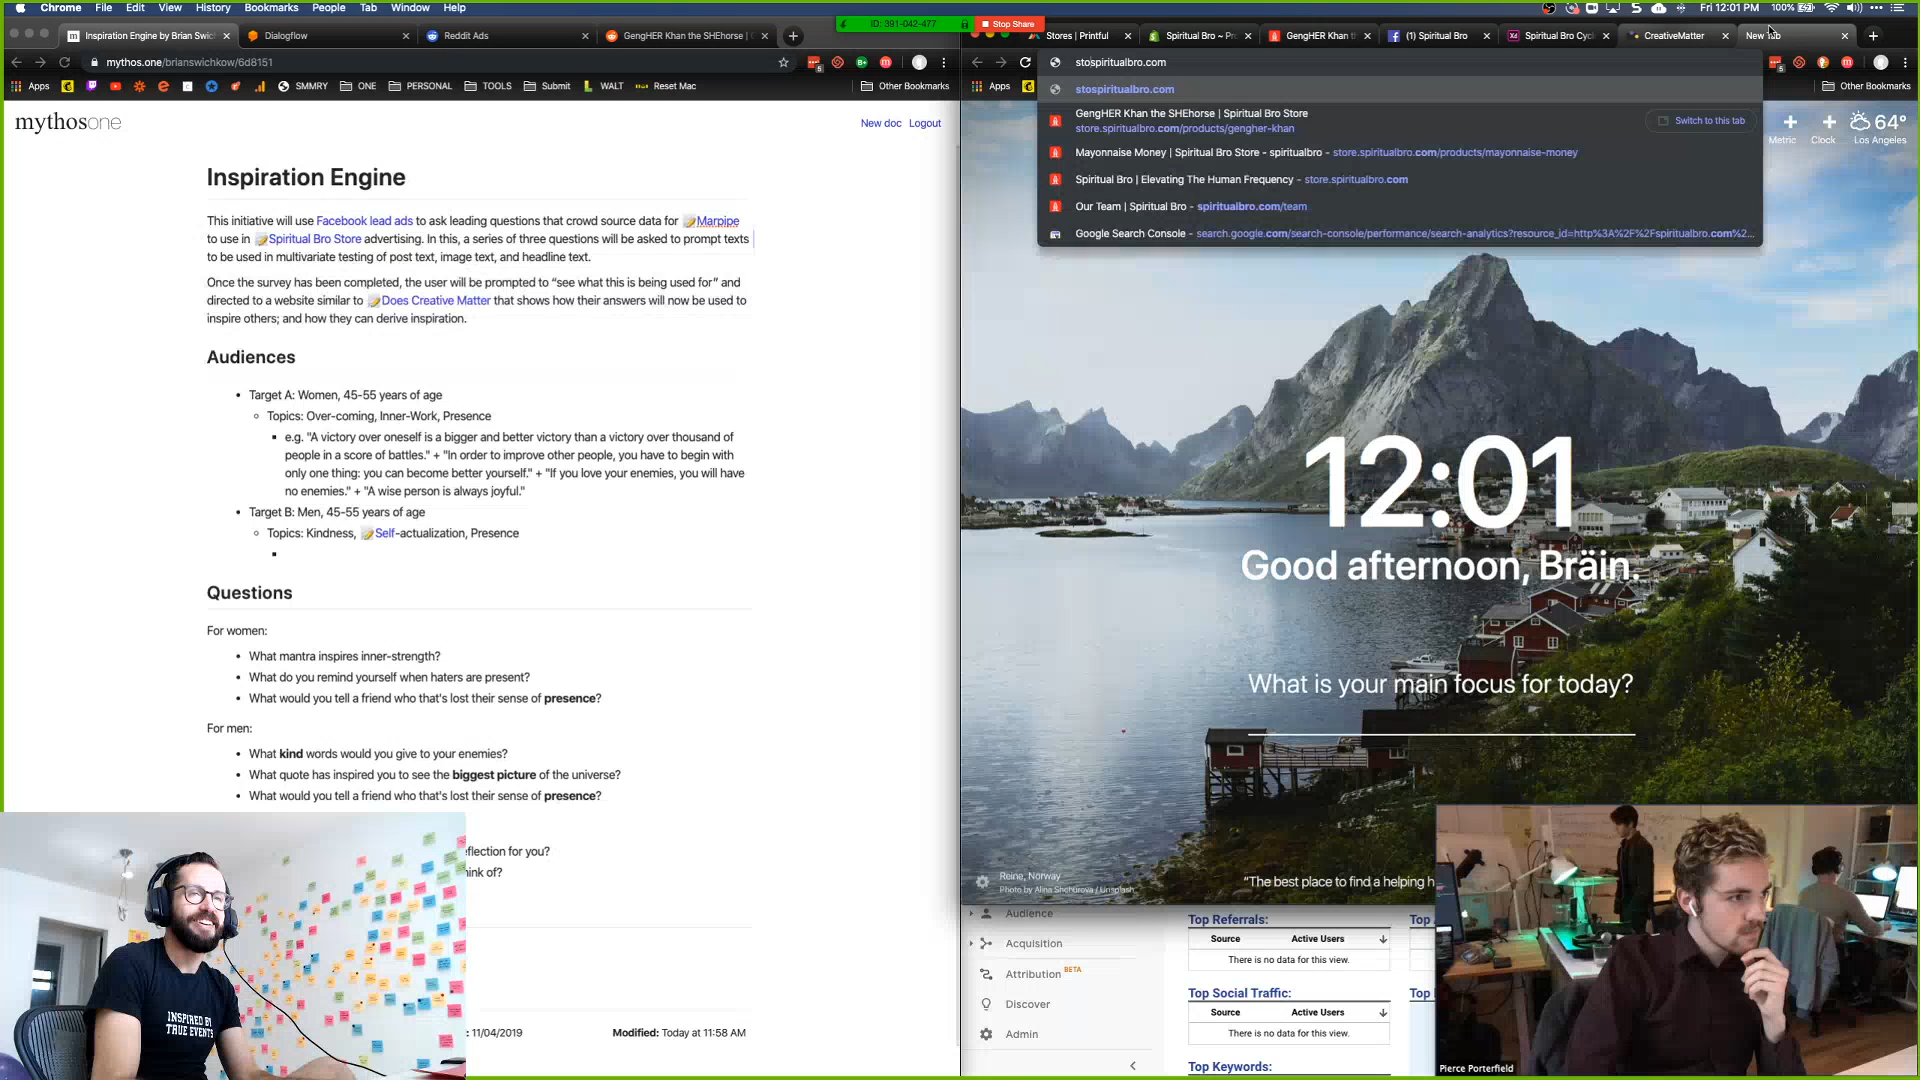 Chrome File Edit View History Bookmarks People Tab Window Help
ID: 391-042-477 Stop Share
100% Fri 12:01 PM
Inspiration Engine by Brian Swich
Dialogflow
Reddit Ads
GengHER Khan the SHEhorse |
mythos.one/brianswichkow/6d8151
Apps SMMRY ONE PERSONAL TOOLS Submit WALT Reset Mac Other Bookmarks
mythosone
New doc Logout
Inspiration Engine
This initiative will use Facebook lead ads to ask leading questions that crowd source data for 📝Marpipe
to use in 📝Spiritual Bro Store advertising. In this, a series of three questions will be asked to prompt texts
to be used in multivariate testing of post text, image text, and headline text.
Once the survey has been completed, the user will be prompted to “see what this is being used for” and
directed to a website similar to 📝Does Creative Matter that shows how their answers will now be used to
inspire others; and how they can derive inspiration.
Audiences
• Target A: Women, 45-55 years of age
◦ Topics: Over-coming, Inner-Work, Presence
▪ e.g. "A victory over oneself is a bigger and better victory than a victory over thousand of
people in a score of battles." + "In order to improve other people, you have to begin with
only one thing: you can become better yourself." + "If you love your enemies, you will have
no enemies." + "A wise person is always joyful."
• Target B: Men, 45-55 years of age
◦ Topics: Kindness, 📝Self-actualization, Presence
Questions
For women:
• What mantra inspires inner-strength?
• What do you remind yourself when haters are present?
• What would you tell a friend who that's lost their sense of presence?
For men:
• What kind words would you give to your enemies?
• What quote has inspired you to see the biggest picture of the universe?
• What would you tell a friend who that's lost their sense of presence?
eflection for you?
hink of?
: 11/04/2019 Modified: Today at 11:58 AM
INSPIRED BY
TRUE EVENTS
Stores | Printful
Spiritual Bro ~ Pr
GengHER Khan t
(1) Spiritual Bro
Spiritual Bro Cyc
CreativeMatter
New Tab
stospiritualbro.com
stospiritualbro.com
GengHER Khan the SHEhorse | Spiritual Bro Store
store.spiritualbro.com/products/gengher-khan
Switch to this tab
Mayonnaise Money | Spiritual Bro Store - spiritualbro - store.spiritualbro.com/products/mayonnaise-money
Spiritual Bro | Elevating The Human Frequency - store.spiritualbro.com
Our Team | Spiritual Bro - spiritualbro.com/team
Google Search Console - search.google.com/search-console/performance/search-analytics?resource_id=http%3A%2F%2Fspiritualbro.com%2...
Apps Other Bookmarks
Metric Clock 64° Los Angeles
12:01
Good afternoon, Bräin.
What is your main focus for today?
Reine, Norway
Photo by Alina Shchurova / Unsplash
“The best place to find a helping h
Audience
Acquisition
Attribution BETA
Discover
Admin
Top Referrals:
Source Active Users
There is no data for this view.
Top Social Traffic:
Source Active Users
There is no data for this view.
Top Keywords:
Top
Top
Pierce Porterfield